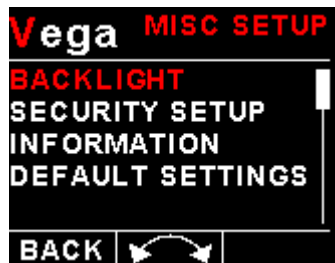 Vega MISC SETUP
BACKLIGHT
SECURITY SETUP
INFORMATION
DEFAULT SETTINGS
BACK